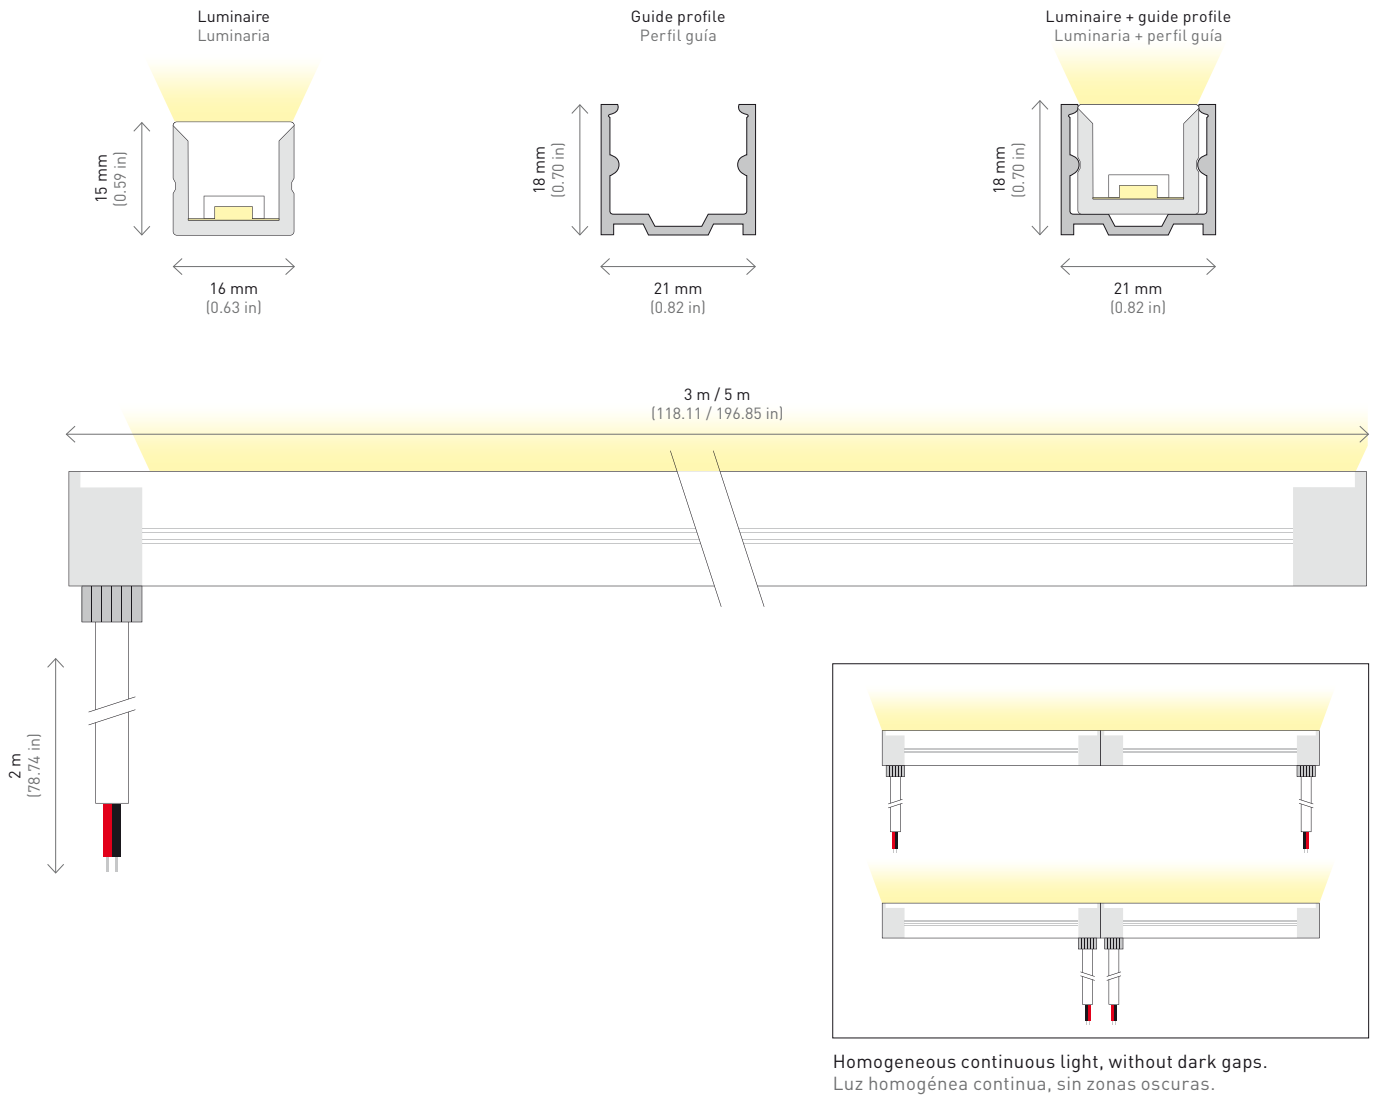 Luminaire
Luminaria
15 mm
(0.59 in)
16 mm
(0.63 in)
Guide profile
Perfil guía
18 mm
(0.70 in)
21 mm
(0.82 in)
Luminaire + guide profile
Luminaria + perfil guía
18 mm
(0.70 in)
21 mm
(0.82 in)
3 m / 5 m
(118.11 / 196.85 in)
2 m
(78.74 in)
Homogeneous continuous light, without dark gaps.
Luz homogénea continua, sin zonas oscuras.